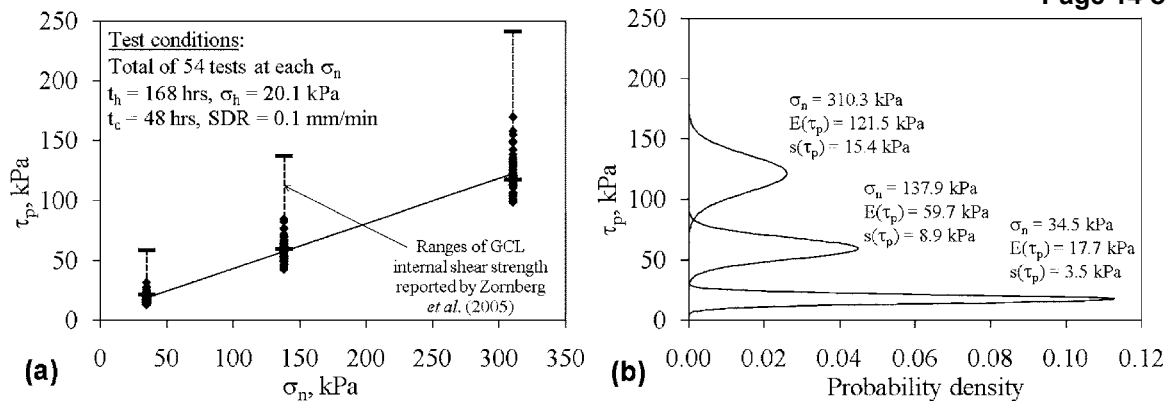 Test conditions:
Total of 54 tests at each σn
th = 168 hrs, σh = 20.1 kPa
tc = 48 hrs, SDR = 0.1 mm/min
Ranges of GCL
internal shear strength
reported by Zornberg
et al. (2005)
250
200
150
100
50
0
τp, kPa
0 50 100 150 200 250 300 350
σn, kPa
(a)
σn = 310.3 kPa
E(τp) = 121.5 kPa
s(τp) = 15.4 kPa
σn = 137.9 kPa
E(τp) = 59.7 kPa
s(τp) = 8.9 kPa
σn = 34.5 kPa
E(τp) = 17.7 kPa
s(τp) = 3.5 kPa
250
200
150
100
50
0
τp, kPa
0.00 0.02 0.04 0.06 0.08 0.10 0.12
Probability density
(b)